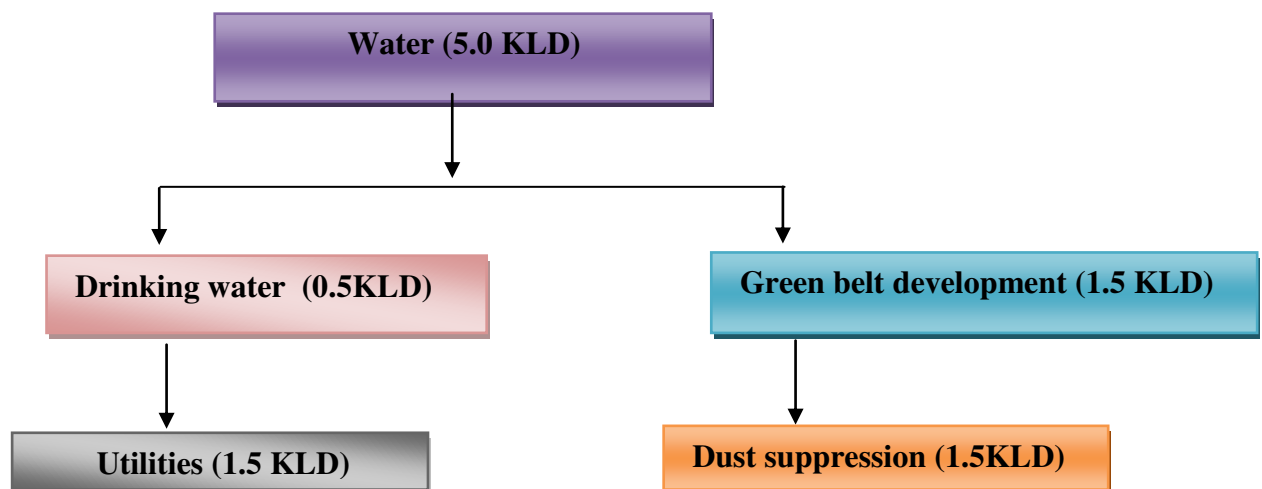 Water (5.0 KLD)
Drinking water  (0.5KLD)
Green belt development (1.5 KLD)
Utilities (1.5 KLD)
Dust suppression (1.5KLD)